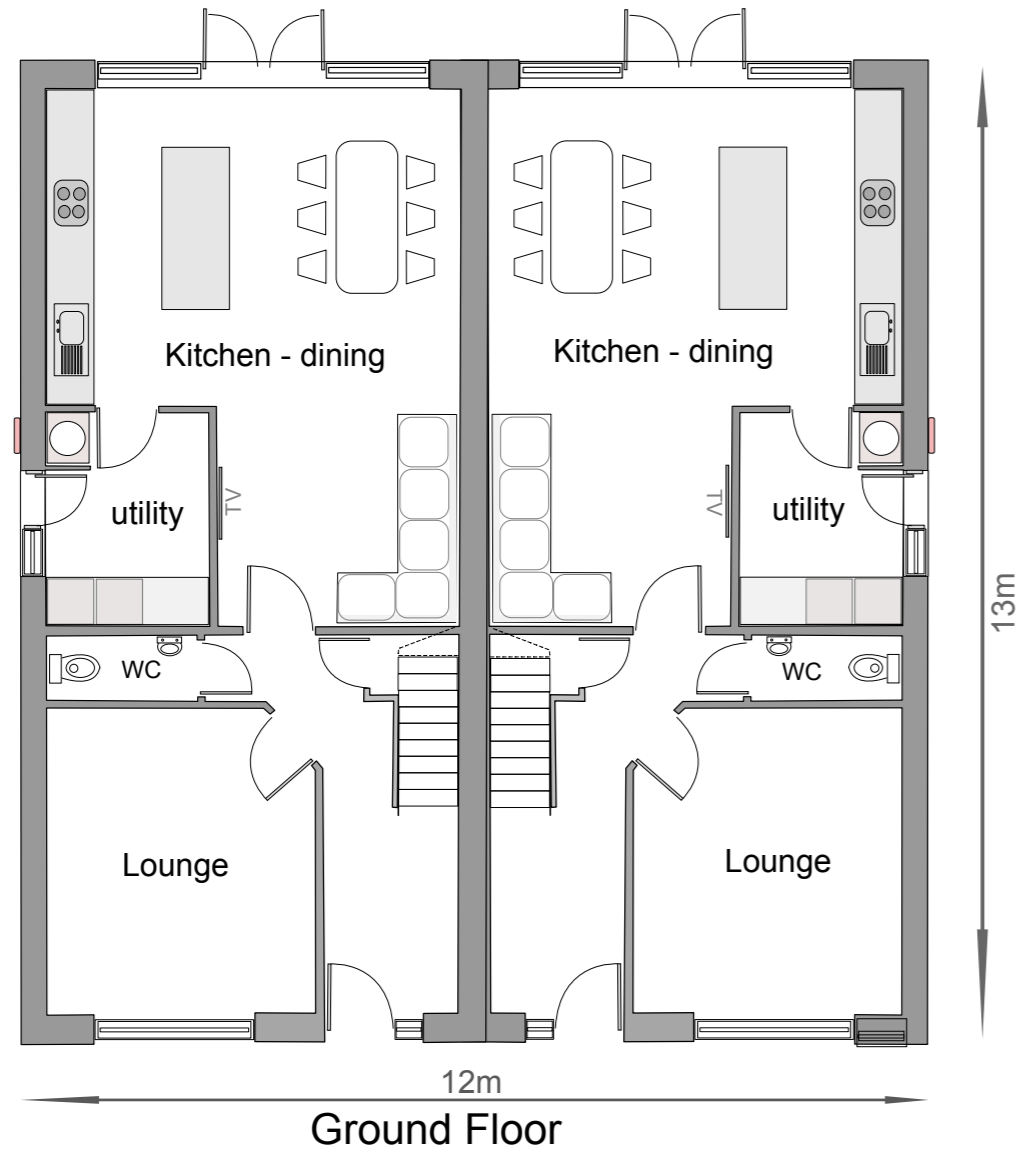 Kitchen - dining
Kitchen - dining
utility
TV
TV
utility
13m
WC
WC
Lounge
Lounge
12m
Ground Floor